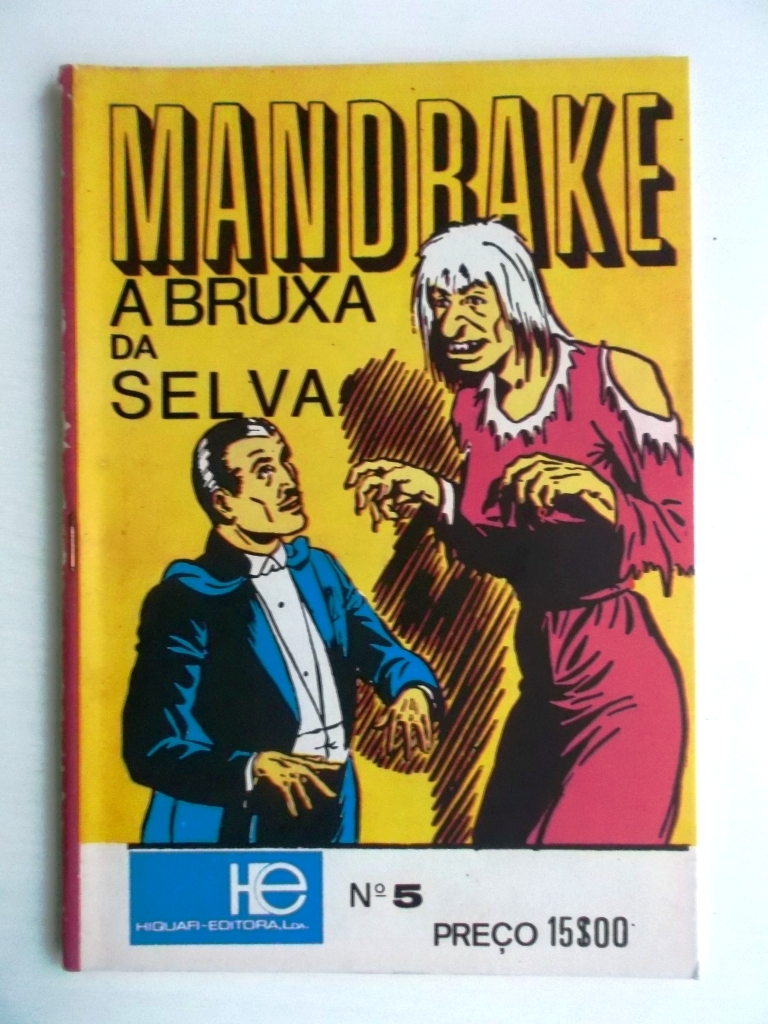 MANDRAKE
A BRUXA
DA
SELVA
HE
HIQUAFI-EDITORA, LDA.
Nº 5
PREÇO 15$00